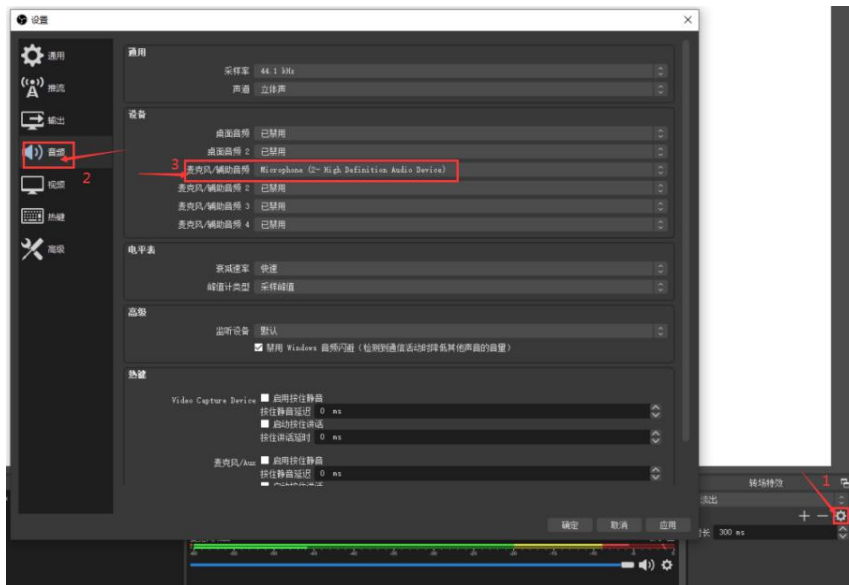 设置
通用
推流
输出
音频
2
视频
热键
高级
通用
采样率 44.1 kHz
声道 立体声
设备
桌面音频 已禁用
桌面音频 2 已禁用
3
麦克风/辅助音频 Microphone (2- High Definition Audio Device)
麦克风/辅助音频 2 已禁用
麦克风/辅助音频 3 已禁用
麦克风/辅助音频 4 已禁用
电平表
衰减速率 快速
峰值计类型 采样峰值
高级
监听设备 默认
禁用 Windows 音频闪避（检测到通信活动时降低其他声音的音量）
热键
Video Capture Device 启用按住静音
按住静音延迟 0 ms
启动按住讲话
按住讲话延时 0 ms
麦克风/Aux 启用按住静音
按住静音延迟 0 ms
确定 取消 应用
转场特效
1
300 ms